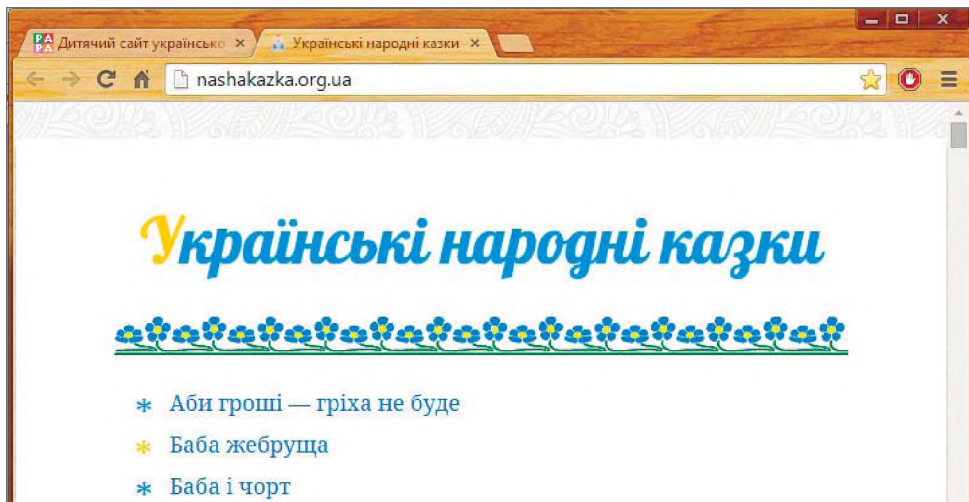 РАРА Дитячий сайт українсько Українські народні казки
nashakazka.org.ua
Українські народні казки
Аби гроші — гріха не буде
Баба жебруща
Баба і чорт